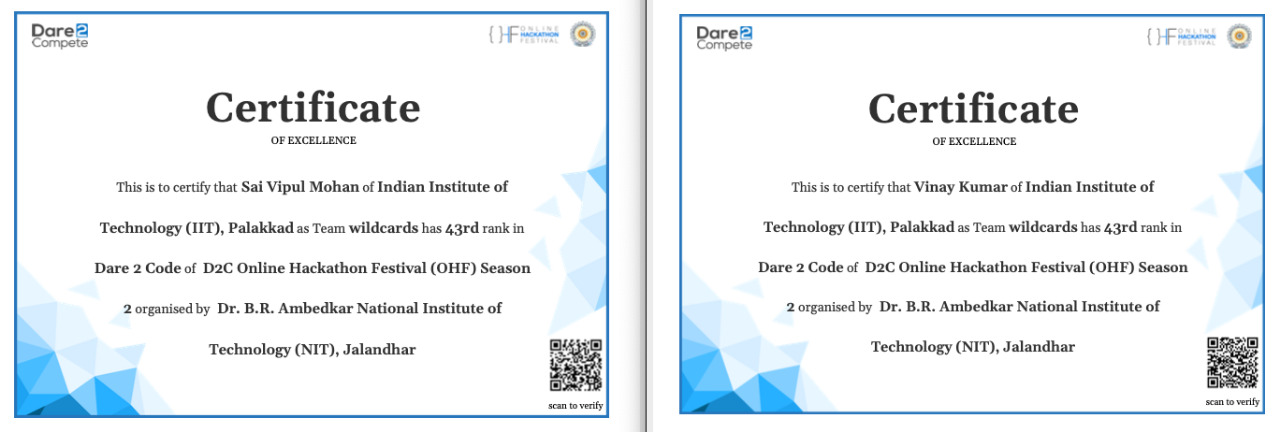 Dare2
Compete
{ }HF ONLINE
HACKATHON
FESTIVAL
Certificate
OF EXCELLENCE
This is to certify that Sai Vipul Mohan of Indian Institute of
Technology (IIT), Palakkad as Team wildcards has 43rd rank in
Dare 2 Code of D2C Online Hackathon Festival (OHF) Season
2 organised by Dr. B.R. Ambedkar National Institute of
Technology (NIT), Jalandhar
scan to verify
Dare2
Compete
{ }HF ONLINE
HACKATHON
FESTIVAL
Certificate
OF EXCELLENCE
This is to certify that Vinay Kumar of Indian Institute of
Technology (IIT), Palakkad as Team wildcards has 43rd rank in
Dare 2 Code of D2C Online Hackathon Festival (OHF) Season
2 organised by Dr. B.R. Ambedkar National Institute of
Technology (NIT), Jalandhar
scan to verify